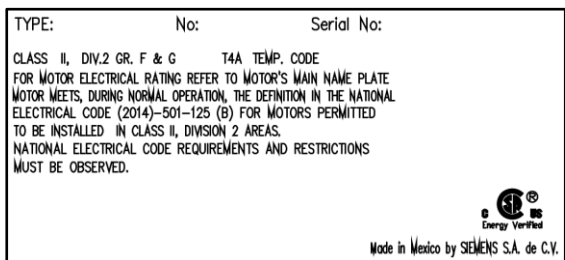 TYPE: No: Serial No:
CLASS II, DIV.2 GR. F & G T4A TEMP. CODE
FOR MOTOR ELECTRICAL RATING REFER TO MOTOR'S MAIN NAME PLATE
MOTOR MEETS, DURING NORMAL OPERATION, THE DEFINITION IN THE NATIONAL
ELECTRICAL CODE (2014)-501-125 (B) FOR MOTORS PERMITTED
TO BE INSTALLED IN CLASS II, DIVISION 2 AREAS.
NATIONAL ELECTRICAL CODE REQUIREMENTS AND RESTRICTIONS
MUST BE OBSERVED.
C SA ® US
Energy Verified
Made in Mexico by SIEMENS S.A. de C.V.